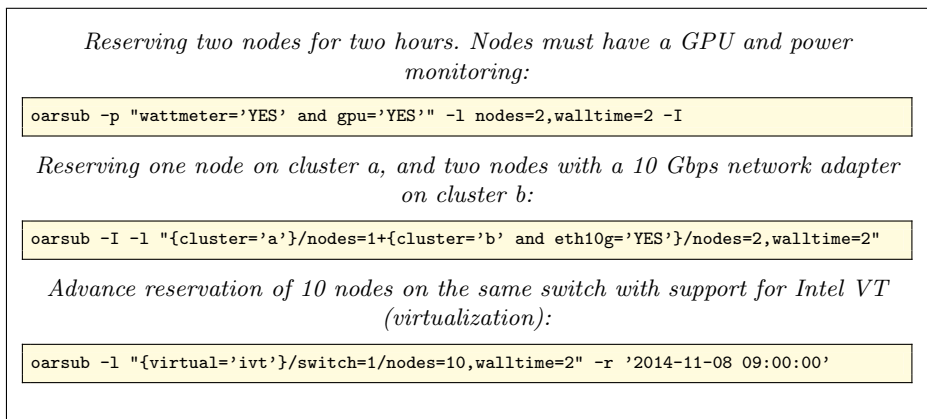 Reserving two nodes for two hours. Nodes must have a GPU and power
monitoring:
oarsub -p "wattmeter='YES' and gpu='YES'" -l nodes=2,walltime=2 -I
Reserving one node on cluster a, and two nodes with a 10 Gbps network adapter
on cluster b:
oarsub -I -l "{cluster='a'}/nodes=1+{cluster='b' and eth10g='YES'}/nodes=2,walltime=2"
Advance reservation of 10 nodes on the same switch with support for Intel VT
(virtualization):
oarsub -l "{virtual='ivt'}/switch=1/nodes=10,walltime=2" -r '2014-11-08 09:00:00'